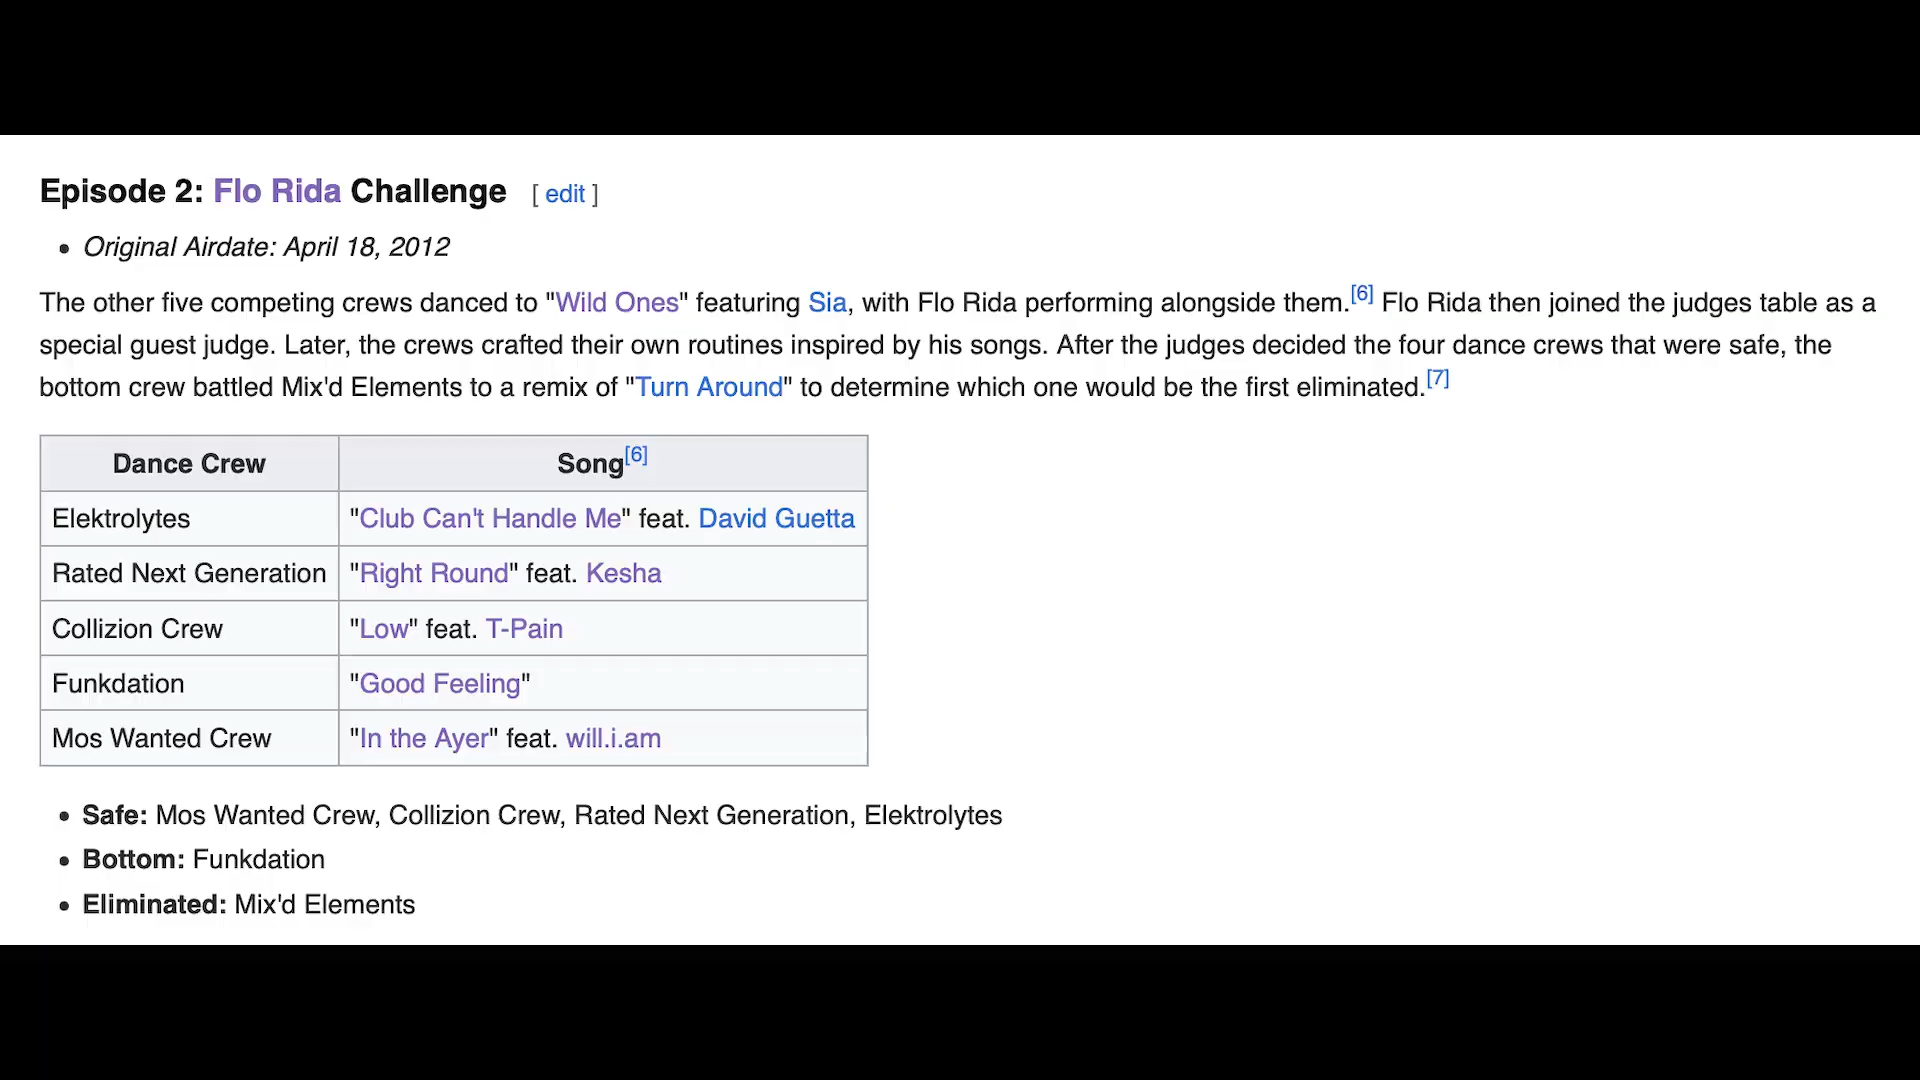 Episode 2: Flo Rida Challenge [ edit ]
• Original Airdate: April 18, 2012
The other five competing crews danced to "Wild Ones" featuring Sia, with Flo Rida performing alongside them.[6] Flo Rida then joined the judges table as a
special guest judge. Later, the crews crafted their own routines inspired by his songs. After the judges decided the four dance crews that were safe, the
bottom crew battled Mix'd Elements to a remix of "Turn Around" to determine which one would be the first eliminated.[7]
Dance Crew Song[6]
Elektrolytes "Club Can't Handle Me" feat. David Guetta
Rated Next Generation "Right Round" feat. Kesha
Collizion Crew "Low" feat. T-Pain
Funkdation "Good Feeling"
Mos Wanted Crew "In the Ayer" feat. will.i.am
• Safe: Mos Wanted Crew, Collizion Crew, Rated Next Generation, Elektrolytes
• Bottom: Funkdation
• Eliminated: Mix'd Elements